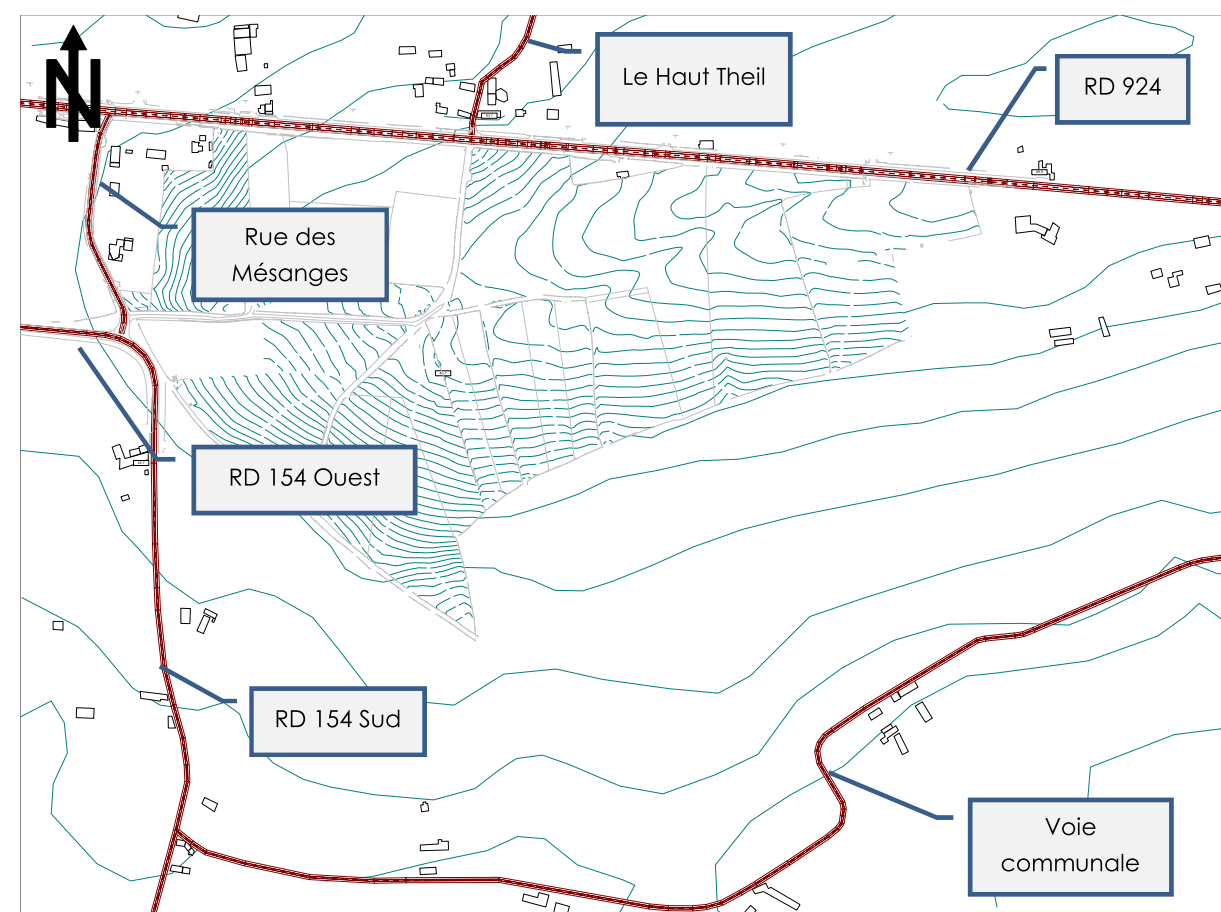 N
Le Haut Theil
RD 924
Rue des
Mésanges
RD 154 Ouest
RD 154 Sud
Voie
communale